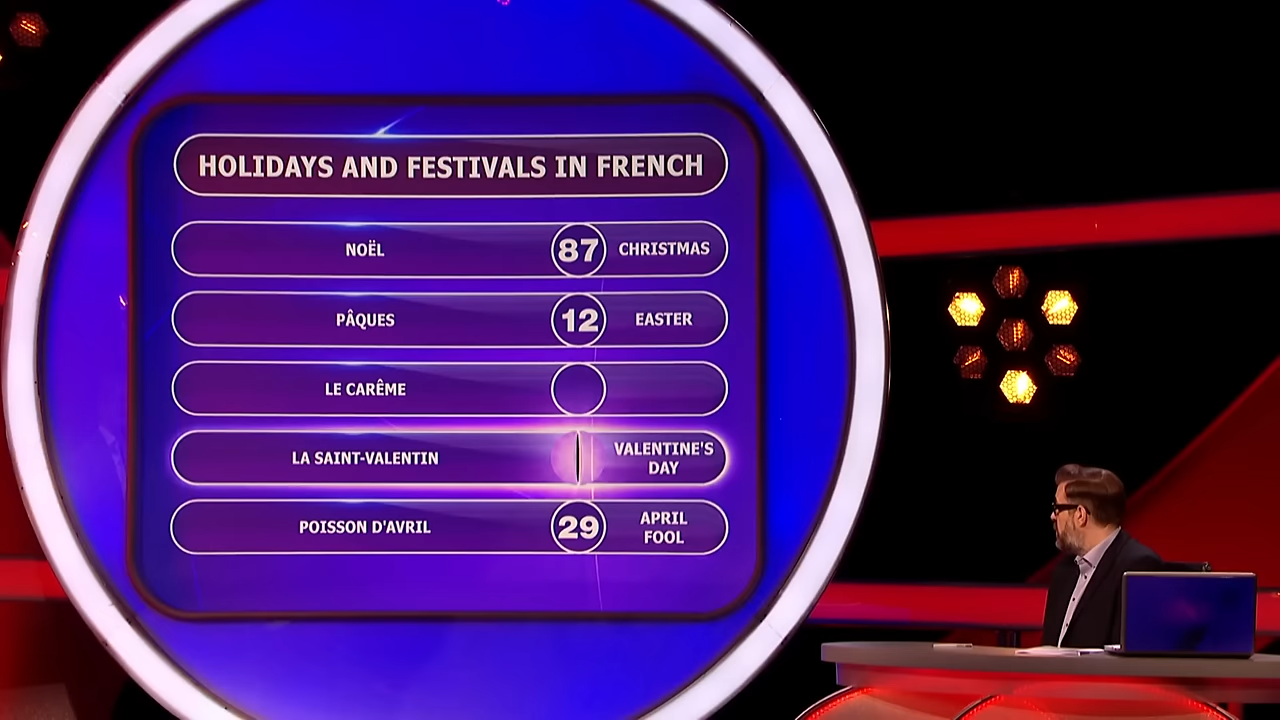 HOLIDAYS AND FESTIVALS IN FRENCH
NOËL 87 CHRISTMAS
PÂQUES 12 EASTER
LE CARÊME
LA SAINT-VALENTIN VALENTINE'S
DAY
POISSON D'AVRIL 29 APRIL
FOOL